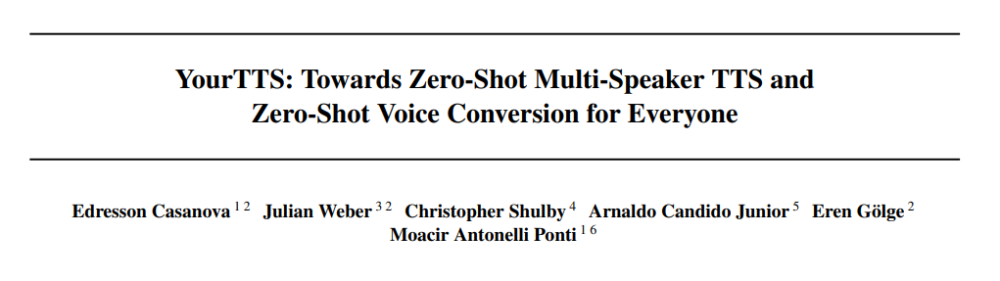 YourTTS: Towards Zero-Shot Multi-Speaker TTS and
Zero-Shot Voice Conversion for Everyone
Edresson Casanova 1 2 Julian Weber 3 2 Christopher Shulby 4 Arnaldo Candido Junior 5 Eren Gölge 2
Moacir Antonelli Ponti 1 6